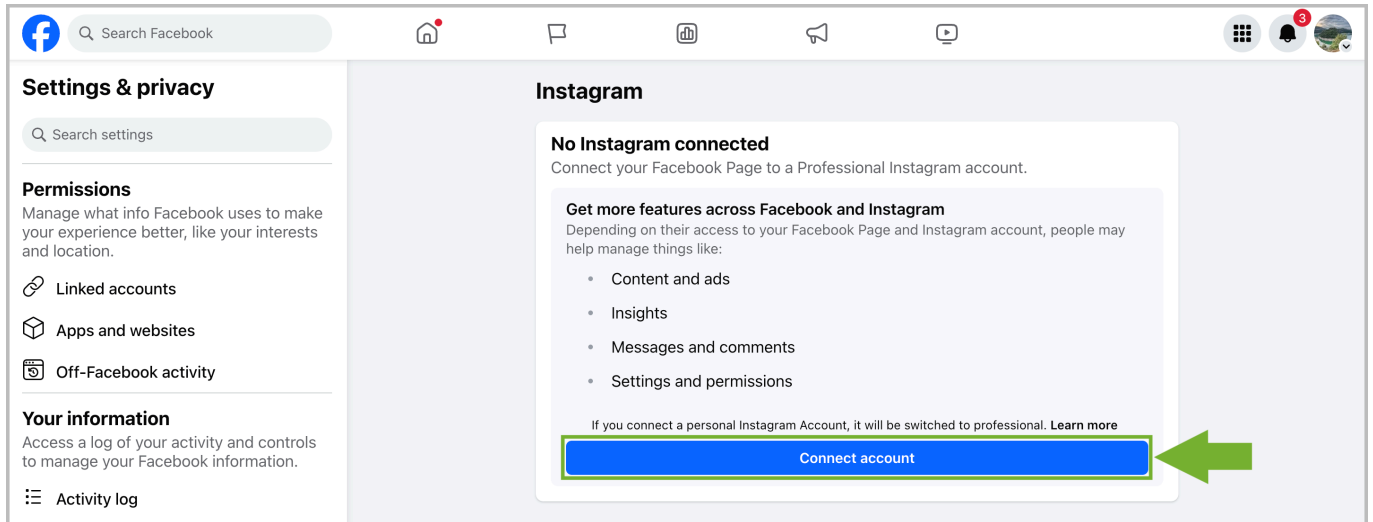 Search Facebook
3
Settings & privacy
Search settings
Permissions
Manage what info Facebook uses to make
your experience better, like your interests
and location.
Linked accounts
Apps and websites
Off-Facebook activity
Your information
Access a log of your activity and controls
to manage your Facebook information.
Activity log
Instagram
No Instagram connected
Connect your Facebook Page to a Professional Instagram account.
Get more features across Facebook and Instagram
Depending on their access to your Facebook Page and Instagram account, people may
help manage things like:
• Content and ads
• Insights
• Messages and comments
• Settings and permissions
If you connect a personal Instagram Account, it will be switched to professional. Learn more
Connect account